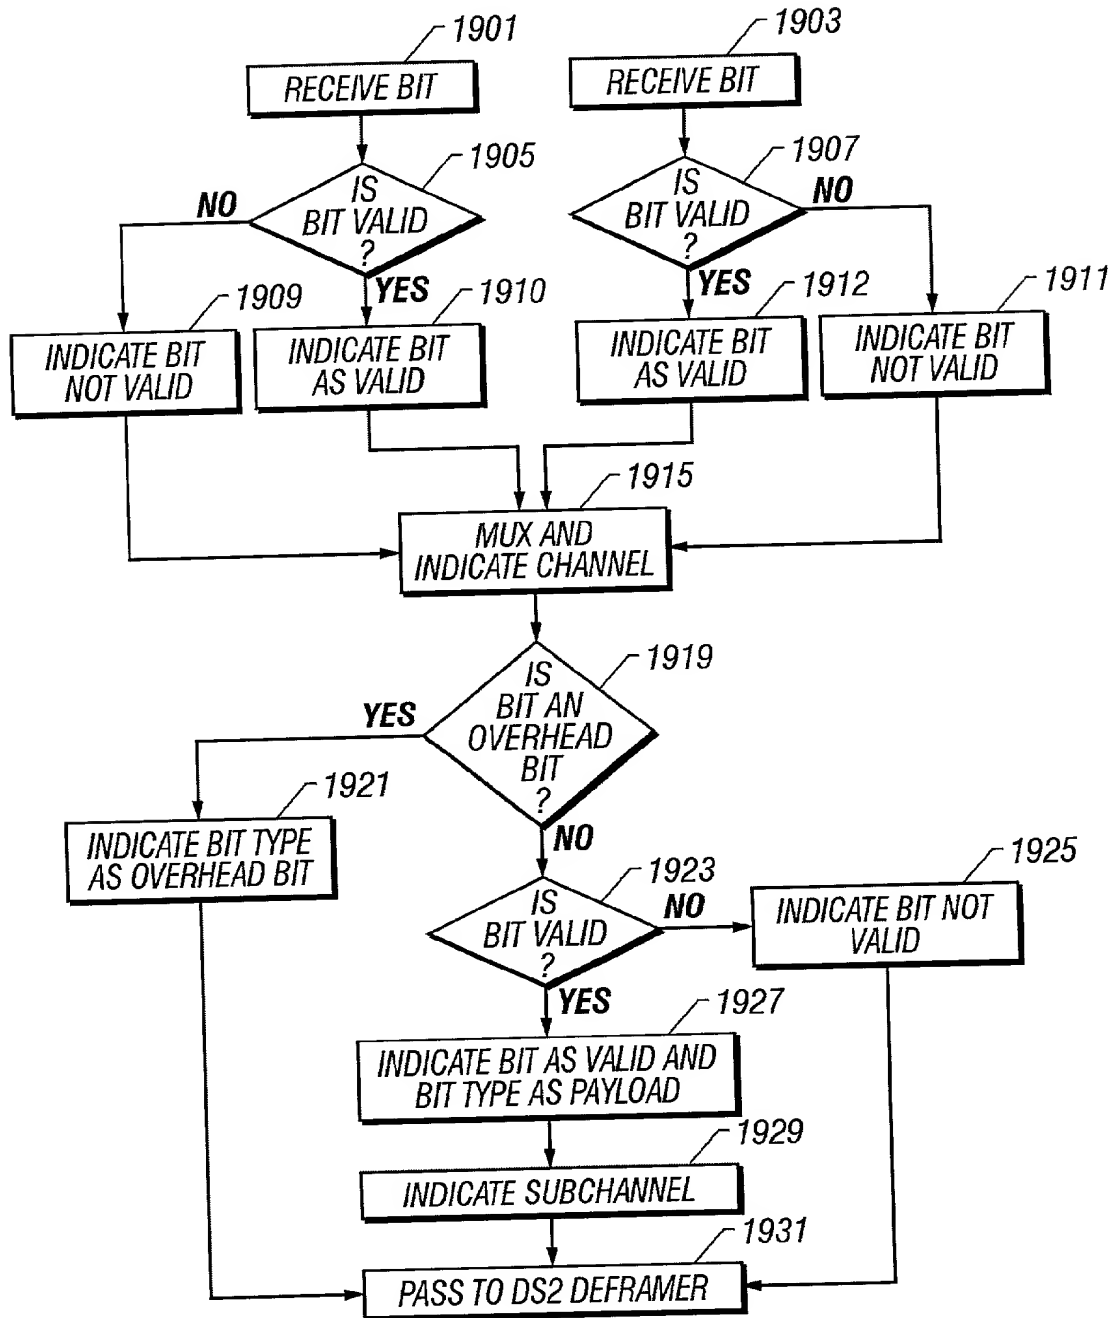 1901
RECEIVE BIT
1903
RECEIVE BIT
1905
NO
IS
BIT VALID
?
YES
1907
IS
BIT VALID
?
NO
YES
1909
INDICATE BIT
NOT VALID
1910
INDICATE BIT
AS VALID
1912
INDICATE BIT
AS VALID
1911
INDICATE BIT
NOT VALID
1915
MUX AND
INDICATE CHANNEL
1919
YES
IS
BIT AN
OVERHEAD
BIT
?
NO
1921
INDICATE BIT TYPE
AS OVERHEAD BIT
1923
IS
BIT VALID
?
NO
YES
1925
INDICATE BIT NOT
VALID
1927
INDICATE BIT AS VALID AND
BIT TYPE AS PAYLOAD
1929
INDICATE SUBCHANNEL
1931
PASS TO DS2 DEFRAMER